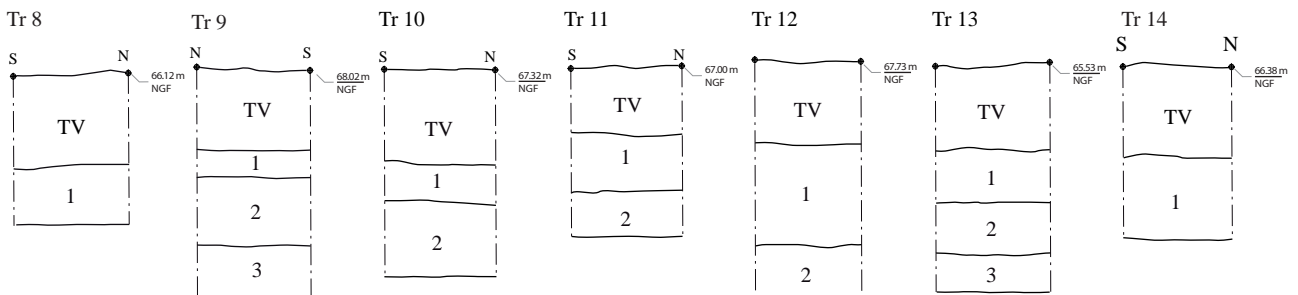 Tr 8
S N
66.12 m
NGF
TV
1
Tr 9
N S
68.02 m
NGF
TV
1
2
3
Tr 10
S N
67.32 m
NGF
TV
1
2
Tr 11
S N
67.00 m
NGF
TV
1
2
Tr 12
67.73 m
NGF
TV
1
2
Tr 13
65.53 m
NGF
TV
1
2
3
Tr 14
S N
66.38 m
NGF
TV
1